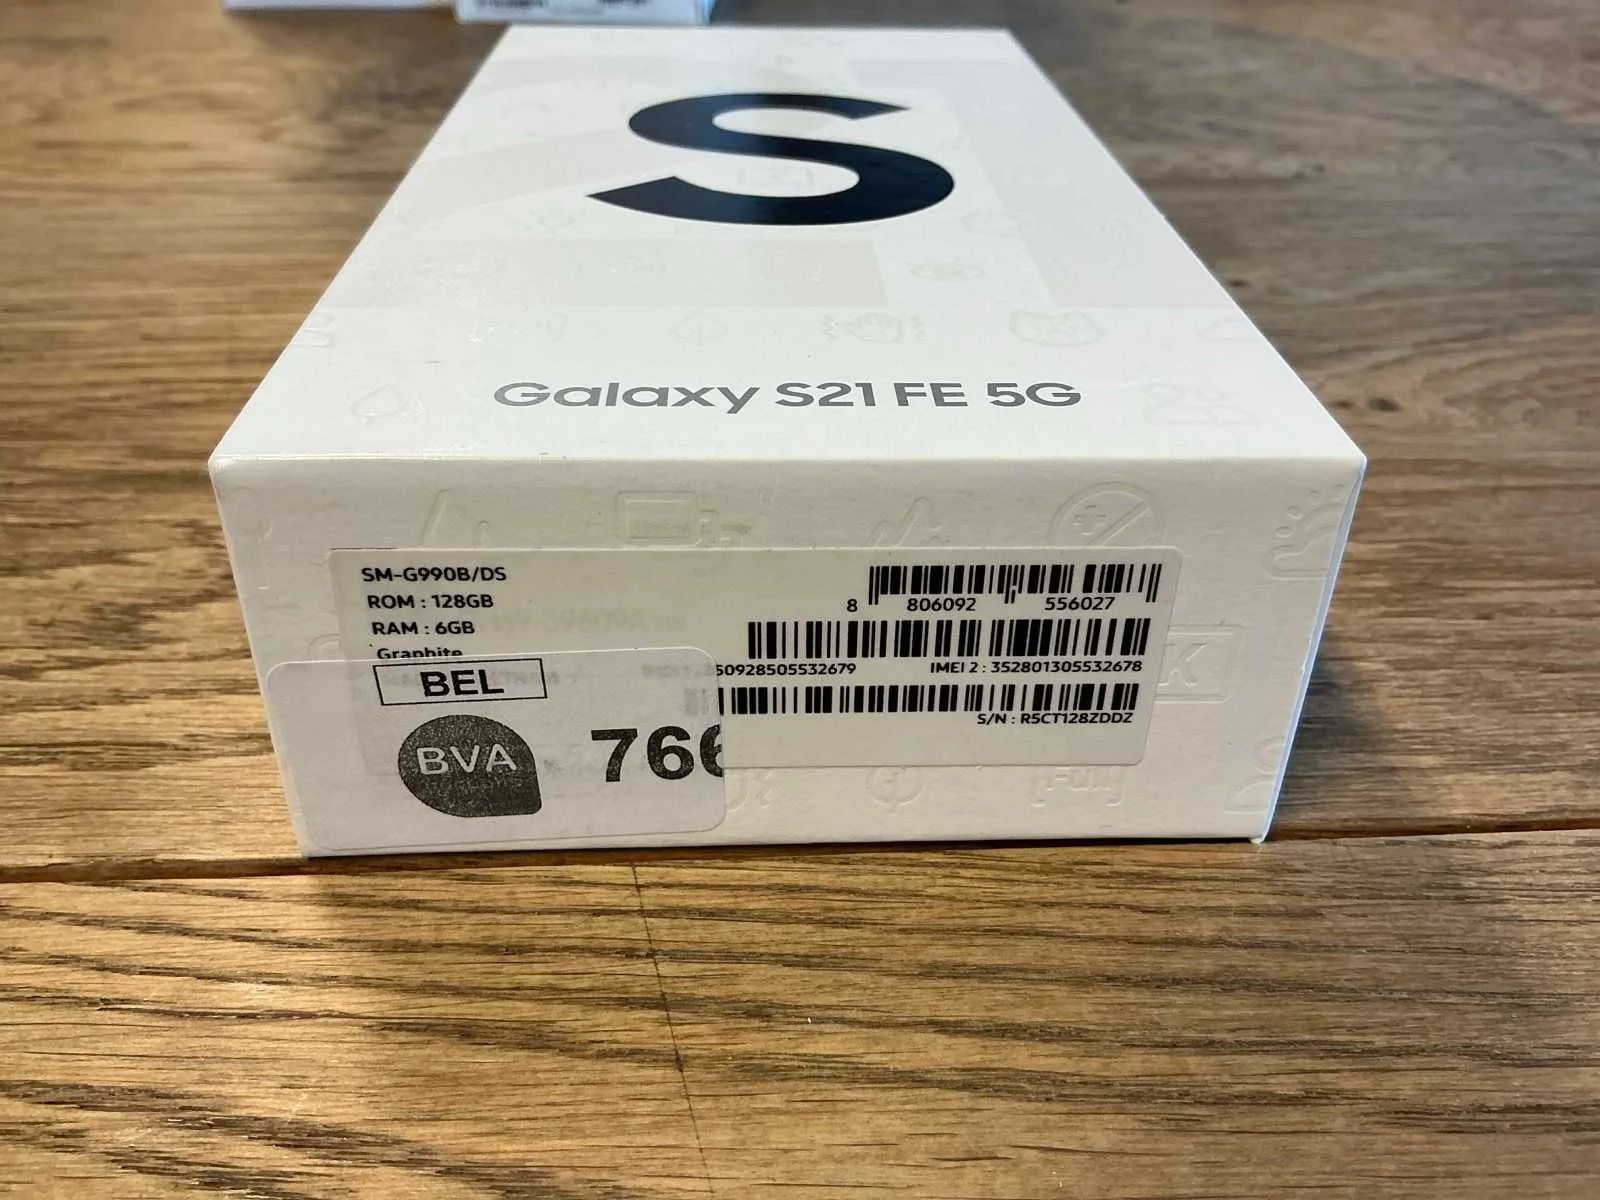 S
Galaxy S21 FE 5G
SM-G990B/DS
ROM : 128GB
RAM : 6GB
Graphite
8 806092 556027
50928505532679 IMEI 2 : 352801305532678
S/N : R5CT128ZDDZ
BEL
BVA
766